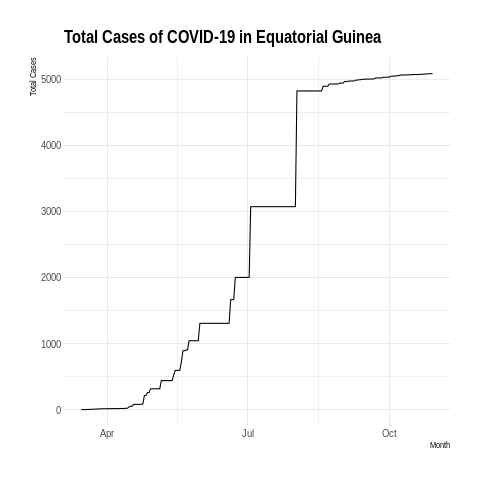 Total Cases of COVID-19 in Equatorial Guinea
Total Cases
5000
4000
3000
2000
1000
0
Apr Jul Oct
Month